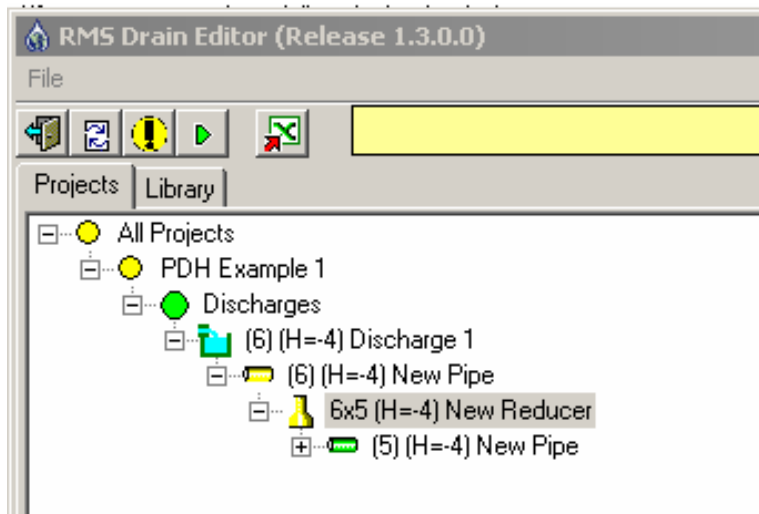 RMS Drain Editor (Release 1.3.0.0)
File
Projects Library
All Projects
PDH Example 1
Discharges
(6) (H=-4) Discharge 1
(6) (H=-4) New Pipe
6x5 (H=-4) New Reducer
(5) (H=-4) New Pipe